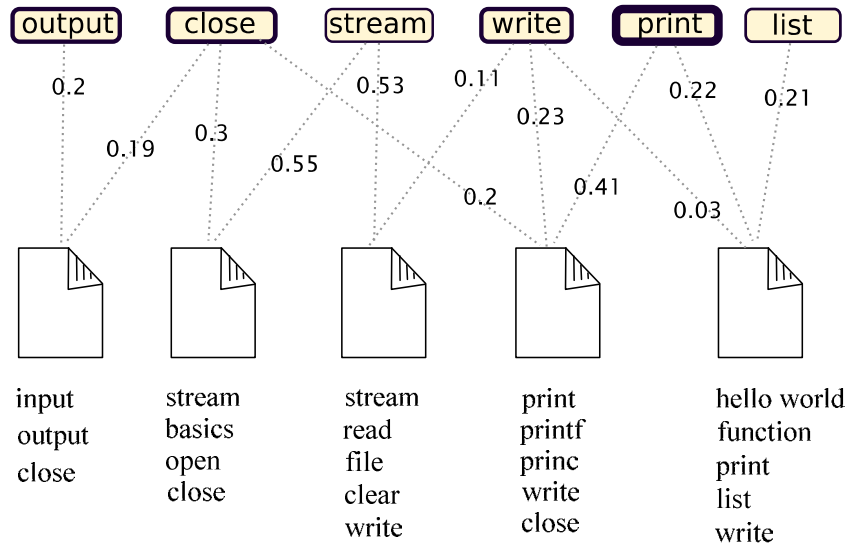 output close stream write print list
0.2 0.53 0.11 0.22 0.21
0.23
0.19 0.3 0.55
0.41
0.2 0.03
input
output
close
stream
basics
open
close
stream
read
file
clear
write
print
printf
princ
write
close
hello world
function
print
list
write